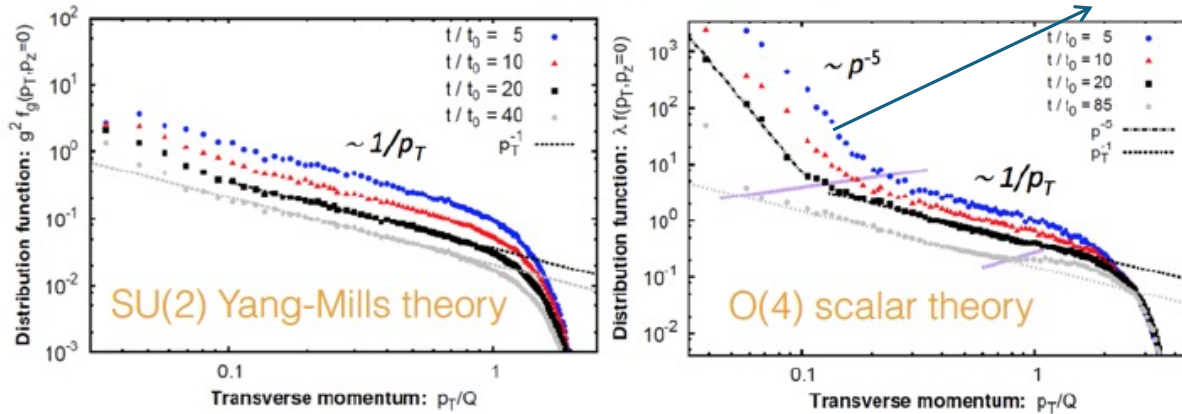 Distribution function: g² f_g(p_T,p_z=0)
10²
10¹
10⁰
10⁻¹
10⁻²
10⁻³
t / t₀ = 5
t / t₀ = 10
t / t₀ = 20
t / t₀ = 40
p_T⁻¹
~ 1/p_T
SU(2) Yang-Mills theory
0.1
1
Transverse momentum: p_T/Q
Distribution function: λ f(p_T,p_z=0)
10³
10²
10¹
10⁰
10⁻¹
10⁻²
t / t₀ = 5
t / t₀ = 10
t / t₀ = 20
t / t₀ = 85
p⁻⁵
p_T⁻¹
~ p⁻⁵
~ 1/p_T
O(4) scalar theory
0.1
1
Transverse momentum: p_T/Q